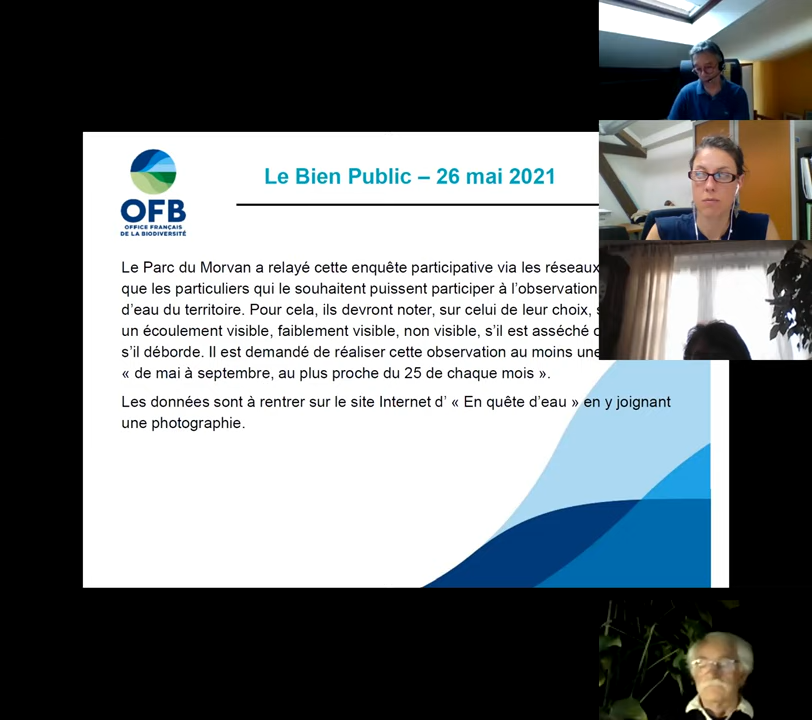 OFB
OFFICE FRANÇAIS
DE LA BIODIVERSITÉ
Le Bien Public – 26 mai 2021
Le Parc du Morvan a relayé cette enquête participative via les réseaux
que les particuliers qui le souhaitent puissent participer à l’observation
d’eau du territoire. Pour cela, ils devront noter, sur celui de leur choix,
un écoulement visible, faiblement visible, non visible, s’il est asséché
s’il déborde. Il est demandé de réaliser cette observation au moins une
« de mai à septembre, au plus proche du 25 de chaque mois ».
Les données sont à rentrer sur le site Internet d’ « En quête d’eau » en y joignant
une photographie.